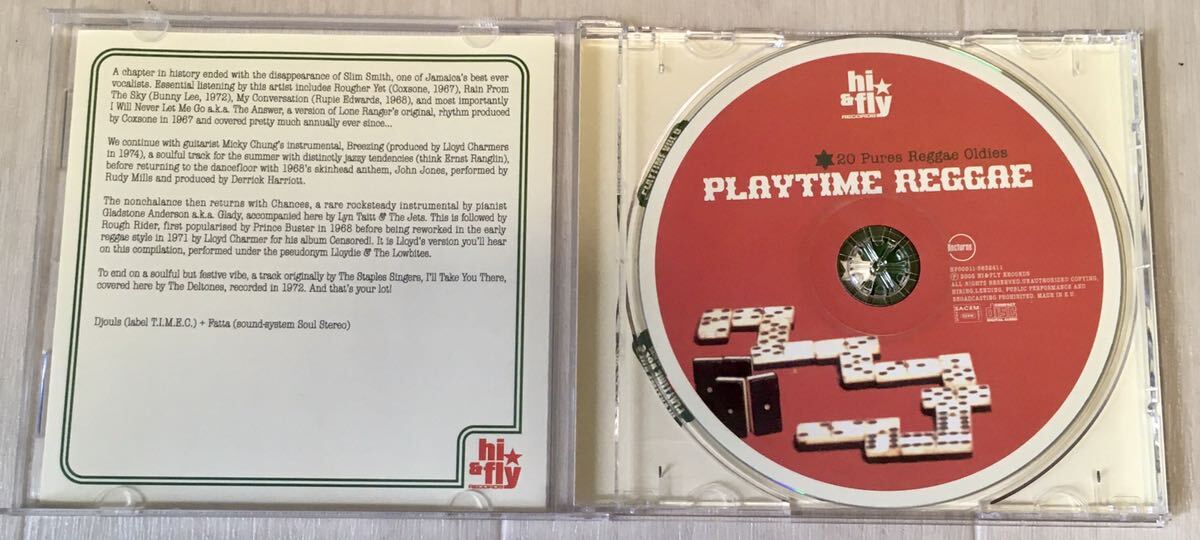 A chapter in history ended with the disappearance of Slim Smith, one of Jamaica's best ever
vocalists. Essential listening by this artist includes Rougher Yet (Coxsone, 1967), Rain From
The Sky (Bunny Lee, 1972), My Conversation (Rupie Edwards, 1968), and most importantly
I Will Never Let Me Go a.k.a. The Answer, a version of Lone Ranger's original, rhythm produced
by Coxsone in 1967 and covered pretty much annually ever since...
We continue with guitarist Micky Chung's instrumental, Breezing (produced by Lloyd Charmers
in 1974), a soulful track for the summer with distinctly jazzy tendencies (think Ernst Ranglin),
before returning to the dancefloor with 1968's skinhead anthem, John Jones, performed by
Rudy Mills and produced by Derrick Harriott.
The nonchalance then returns with Chances, a rare rocksteady instrumental by pianist
Gladstone Anderson a.k.a. Glady, accompanied here by Lyn Taitt & The Jets. This is followed by
Rough Rider, first popularised by Prince Buster in 1968 before being reworked in the early
reggae style in 1971 by Lloyd Charmer for his album Censored!. It is Lloyd's version you'll hear
on this compilation, performed under the pseudonym Lloydie & The Lowbites.
To end on a soulful but festive vibe, a track originally by The Staples Singers, I'll Take You There,
covered here by The Deltones, recorded in 1972. And that's your lot!
Djouls (label T.I.M.E.C.) + Fatta (sound-system Soul Stereo)
hi
&fly
RECORDS
hi
&fly
RECORDS
20 Pures Reggae Oldies
PLAYTIME REGGAE
Nocturne
HF00011-5632411
℗ 2005 HI&FLY RECORDS
ALL RIGHTS RESERVED.UNAUTHORISED COPYING,
HIRING,LENDING, PUBLIC PERFORMANCE AND
BROADCASTING PROHIBITED. MADE IN E.U.
SACEM
COMPACT
DISC
DIGITAL AUDIO